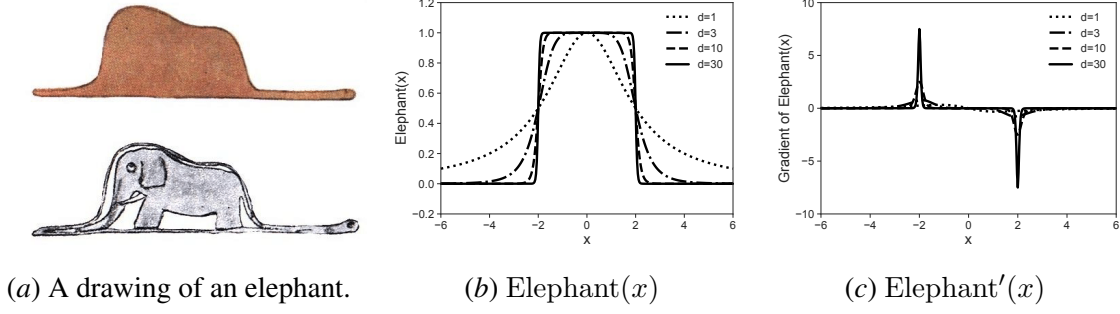 Elephant(x)
1.2
1.0
0.8
0.6
0.4
0.2
0.0
−0.2
−6 −4 −2 0 2 4 6
x
d=1
d=3
d=10
d=30
Gradient of Elephant(x)
10
5
0
−5
−10
−6 −4 −2 0 2 4 6
x
d=1
d=3
d=10
d=30
(a) A drawing of an elephant.
(b) Elephant(x)
(c) Elephant′(x)